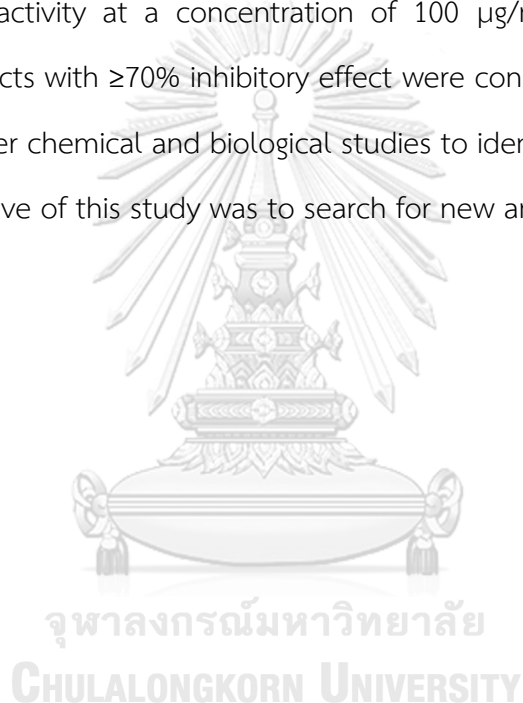 activity at a concentration of 100 µg/
cts with ≥70% inhibitory effect were con
er chemical and biological studies to iden
ve of this study was to search for new an
จุฬาลงกรณ์มหาวิทยาลัย
CHULALONGKORN UNIVERSITY